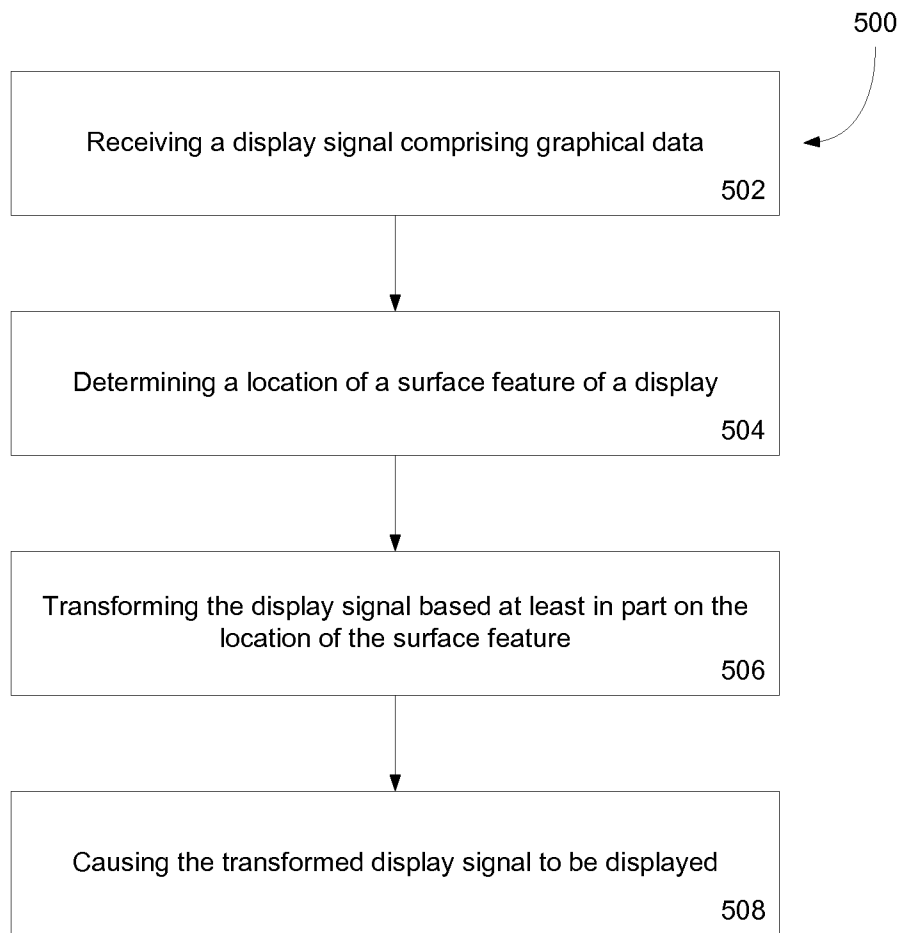 500
Receiving a display signal comprising graphical data
502
Determining a location of a surface feature of a display
504
Transforming the display signal based at least in part on the
location of the surface feature
506
Causing the transformed display signal to be displayed
508